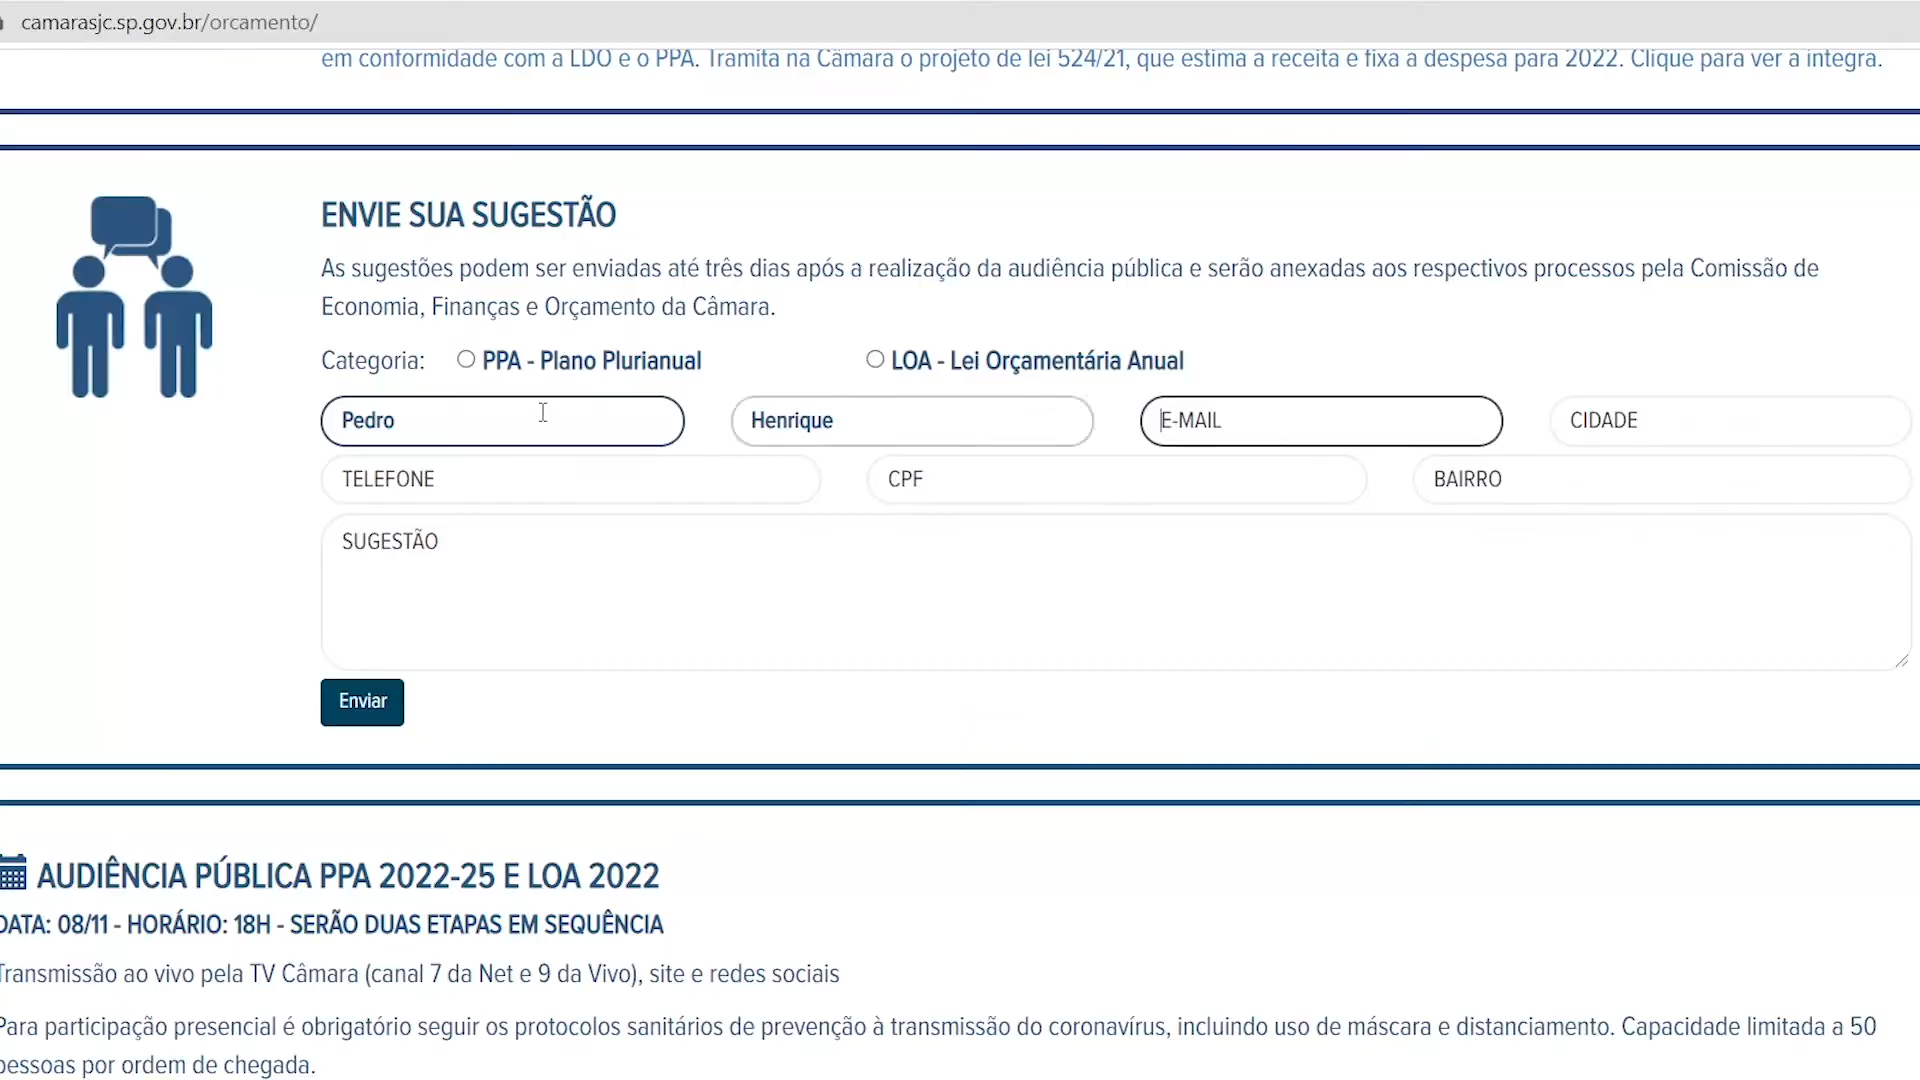 camarasjc.sp.gov.br/orcamento/
em conformidade com a LDO e o PPA. Tramita na Câmara o projeto de lei 524/21, que estima a receita e fixa a despesa para 2022. Clique para ver a íntegra.
ENVIE SUA SUGESTÃO
As sugestões podem ser enviadas até três dias após a realização da audiência pública e serão anexadas aos respectivos processos pela Comissão de
Economia, Finanças e Orçamento da Câmara.
Categoria: PPA - Plano Plurianual LOA - Lei Orçamentária Anual
Pedro Henrique E-MAIL CIDADE
TELEFONE CPF BAIRRO
SUGESTÃO
Enviar
AUDIÊNCIA PÚBLICA PPA 2022-25 E LOA 2022
DATA: 08/11 - HORÁRIO: 18H - SERÃO DUAS ETAPAS EM SEQUÊNCIA
Transmissão ao vivo pela TV Câmara (canal 7 da Net e 9 da Vivo), site e redes sociais
Para participação presencial é obrigatório seguir os protocolos sanitários de prevenção à transmissão do coronavírus, incluindo uso de máscara e distanciamento. Capacidade limitada a 50
pessoas por ordem de chegada.